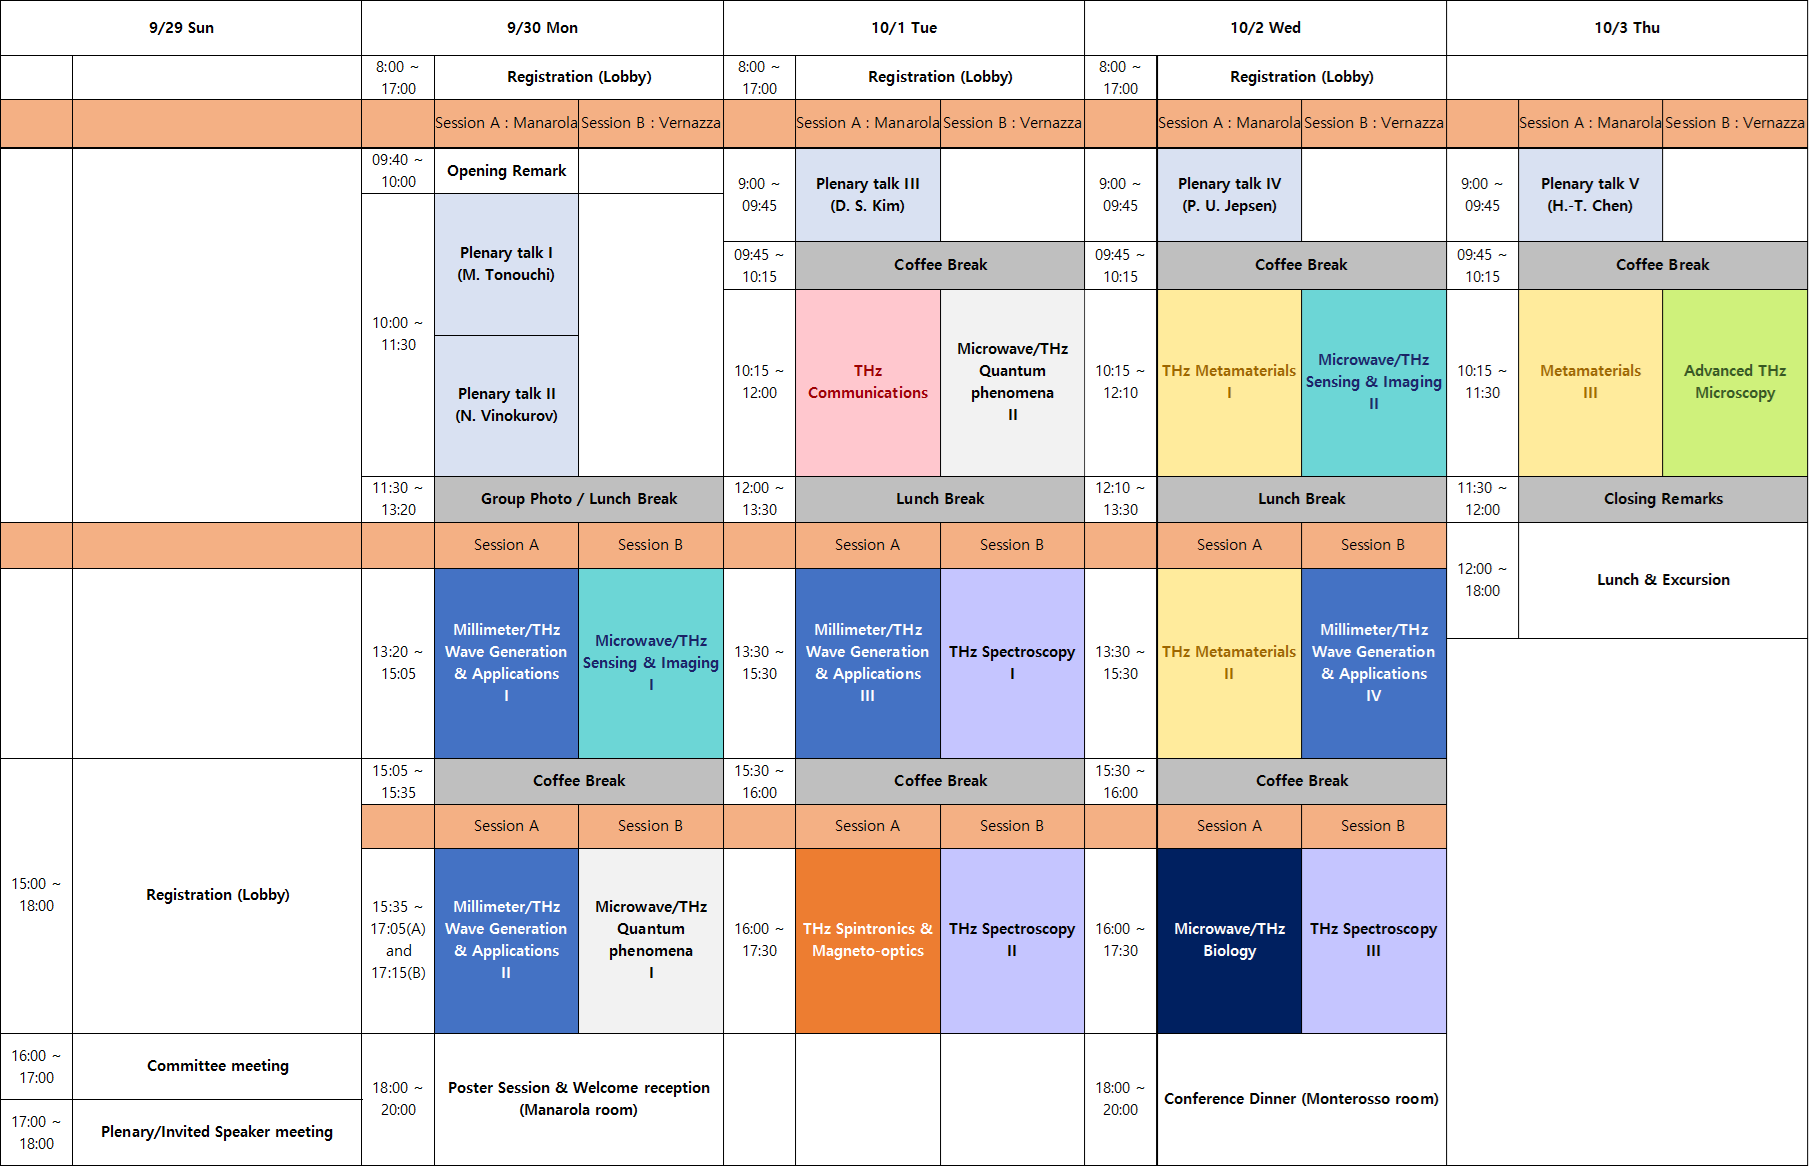 9/29 Sun
9/30 Mon
10/1 Tue
10/2 Wed
10/3 Thu
8:00 ~
17:00
Registration (Lobby)
8:00 ~
17:00
Registration (Lobby)
8:00 ~
17:00
Registration (Lobby)
Session A : Manarola
Session B : Vernazza
Session A : Manarola
Session B : Vernazza
Session A : Manarola
Session B : Vernazza
Session A : Manarola
Session B : Vernazza
09:40 ~
10:00
Opening Remark
10:00 ~
11:30
Plenary talk I
(M. Tonouchi)
Plenary talk II
(N. Vinokurov)
9:00 ~
09:45
Plenary talk III
(D. S. Kim)
9:00 ~
09:45
Plenary talk IV
(P. U. Jepsen)
9:00 ~
09:45
Plenary talk V
(H.-T. Chen)
09:45 ~
10:15
Coffee Break
09:45 ~
10:15
Coffee Break
09:45 ~
10:15
Coffee Break
10:15 ~
12:00
THz
Communications
Microwave/THz
Quantum
phenomena
II
10:15 ~
12:10
THz Metamaterials
I
Microwave/THz
Sensing & Imaging
II
10:15 ~
11:30
Metamaterials
III
Advanced THz
Microscopy
11:30 ~
13:20
Group Photo / Lunch Break
12:00 ~
13:30
Lunch Break
12:10 ~
13:30
Lunch Break
11:30 ~
12:00
Closing Remarks
Session A
Session B
Session A
Session B
Session A
Session B
12:00 ~
18:00
Lunch & Excursion
13:20 ~
15:05
Millimeter/THz
Wave Generation
& Applications
I
Microwave/THz
Sensing & Imaging
I
13:30 ~
15:30
Millimeter/THz
Wave Generation
& Applications
III
THz Spectroscopy
I
13:30 ~
15:30
THz Metamaterials
II
Millimeter/THz
Wave Generation
& Applications
IV
15:05 ~
15:35
Coffee Break
15:30 ~
16:00
Coffee Break
15:30 ~
16:00
Coffee Break
Session A
Session B
Session A
Session B
Session A
Session B
15:00 ~
18:00
Registration (Lobby)
15:35 ~
17:05(A)
and
17:15(B)
Millimeter/THz
Wave Generation
& Applications
II
Microwave/THz
Quantum
phenomena
I
16:00 ~
17:30
THz Spintronics &
Magneto-optics
THz Spectroscopy
II
16:00 ~
17:30
Microwave/THz
Biology
THz Spectroscopy
III
16:00 ~
17:00
Committee meeting
17:00 ~
18:00
Plenary/Invited Speaker meeting
18:00 ~
20:00
Poster Session & Welcome reception
(Manarola room)
18:00 ~
20:00
Conference Dinner (Monterosso room)